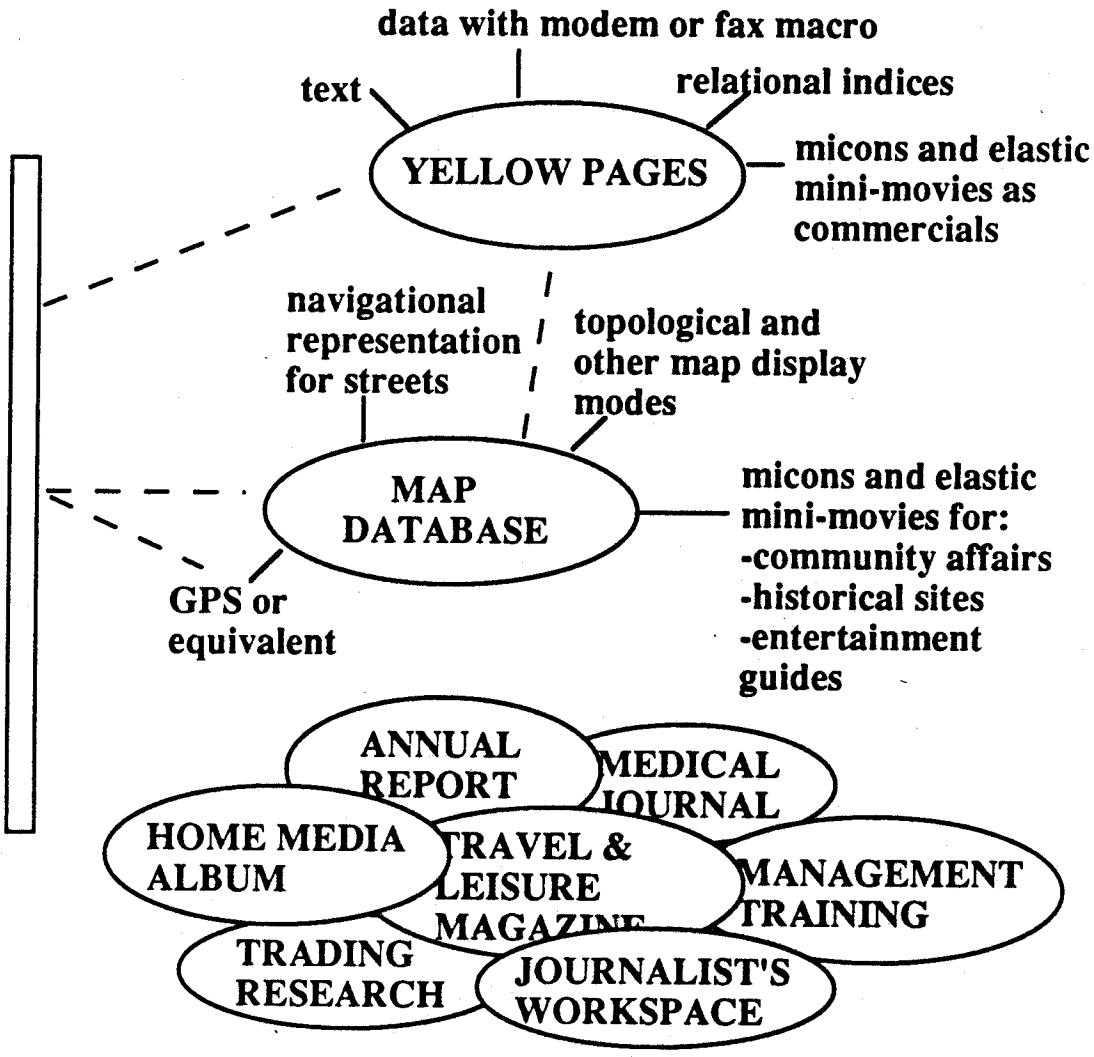 data with modem or fax macro
text
relational indices
YELLOW PAGES
micons and elastic
mini-movies as
commercials
navigational
representation
for streets
topological and
other map display
modes
MAP
DATABASE
micons and elastic
mini-movies for:
-community affairs
-historical sites
-entertainment
guides
GPS or
equivalent
ANNUAL
REPORT
MEDICAL
JOURNAL
HOME MEDIA
ALBUM
TRAVEL &
LEISURE
MAGAZINE
MANAGEMENT
TRAINING
TRADING
RESEARCH
JOURNALIST'S
WORKSPACE